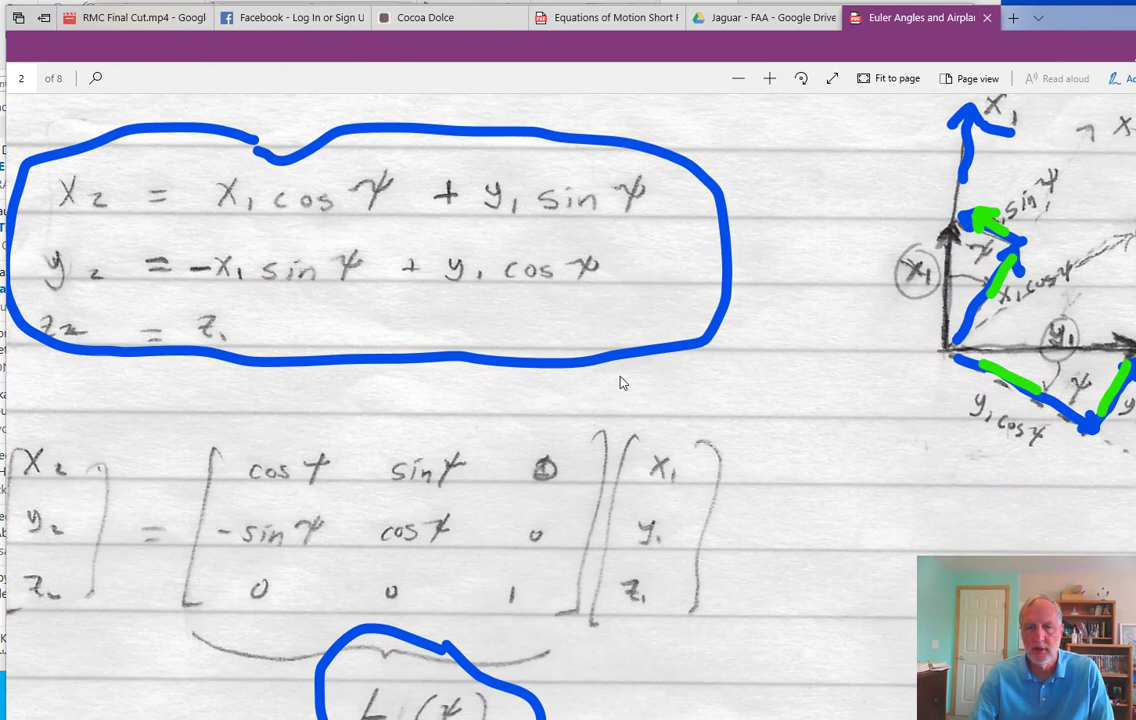 RMC Final Cut.mp4 - Googl
Facebook - Log In or Sign U
Cocoa Dolce
Equations of Motion Short F
Jaguar - FAA - Google Drive
Euler Angles and Airplan
2 of 8
Fit to page
Page view
Read aloud
x₂ = x₁ cos ψ + y₁ sin ψ
y₂ = -x₁ sin ψ + y₁ cos ψ
z₂ = z₁
x₁
x
sin ψ
ψ
x₁
x₁ cos ψ
y₁
ψ
y₁ cos ψ
y
x₂ = cos ψ sin ψ 0 x₁
y₂ -sin ψ cos ψ 0 y₁
z₂ 0 0 1 z₁
L (ψ)